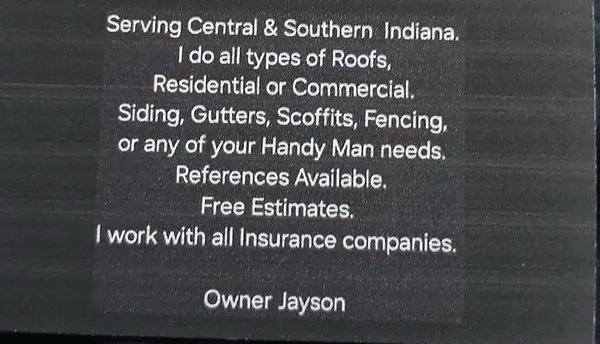 Serving Central & Southern Indiana.
I do all types of Roofs,
Residential or Commercial.
Siding, Gutters, Scoffits, Fencing,
or any of your Handy Man needs.
References Available.
Free Estimates.
I work with all Insurance companies.
Owner Jayson